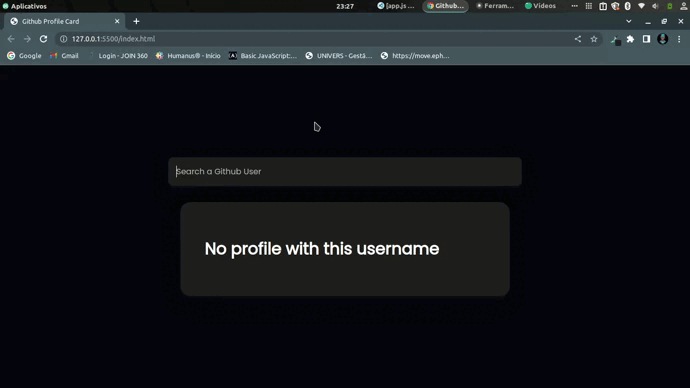 Aplicativos
23:27
[app.js ...
Github...
Ferram...
Videos
Github Profile Card
127.0.0.1:5500/index.html
Google
Gmail
Login - JOIN 360
Humanus® - Início
Basic JavaScript:...
UNIVERS - Gestã...
https://move.eph...
Search a Github User
No profile with this username